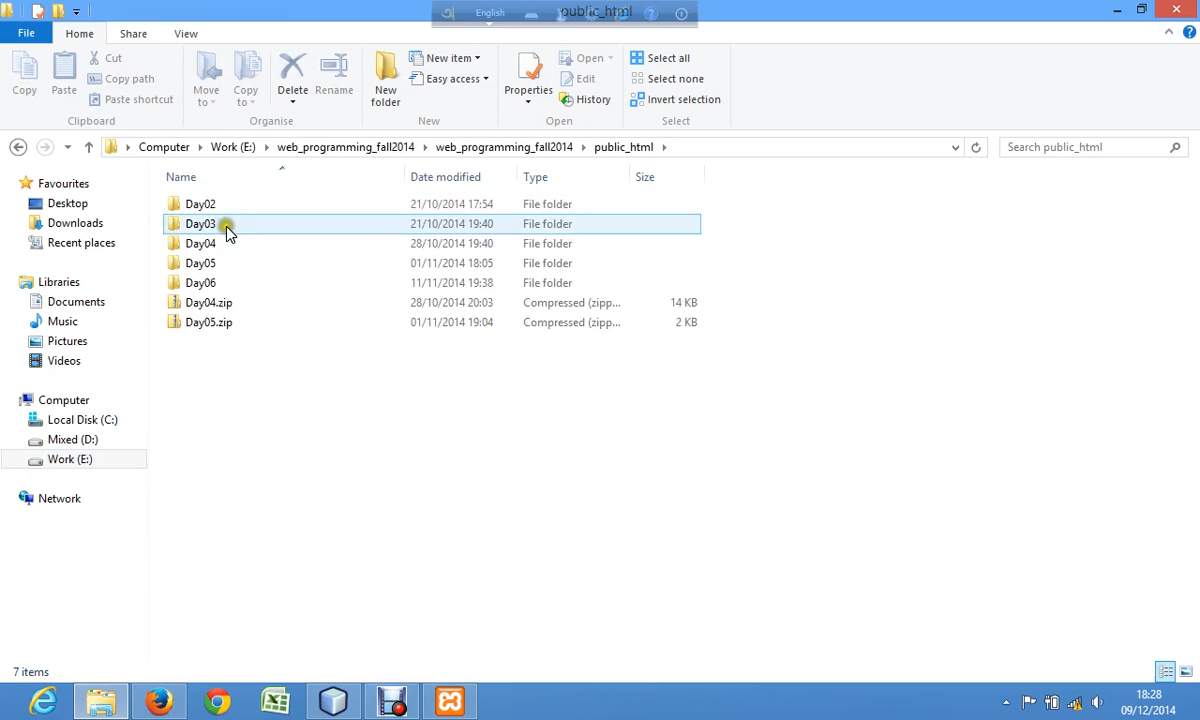 English
public_html
File Home Share View
Copy
Paste
Cut
Copy path
Paste shortcut
Clipboard
Move to
Copy to
Delete
Rename
Organise
New folder
New item
Easy access
New
Properties
Open
Edit
History
Open
Select all
Select none
Invert selection
Select
Computer Work (E:) web_programming_fall2014 web_programming_fall2014 public_html
Search public_html
Favourites
Desktop
Downloads
Recent places
Libraries
Documents
Music
Pictures
Videos
Computer
Local Disk (C:)
Mixed (D:)
Work (E:)
Network
Name Date modified Type Size
Day02 21/10/2014 17:54 File folder
Day03 21/10/2014 19:40 File folder
Day04 28/10/2014 19:40 File folder
Day05 01/11/2014 18:05 File folder
Day06 11/11/2014 19:38 File folder
Day04.zip 28/10/2014 20:03 Compressed (zipp... 14 KB
Day05.zip 01/11/2014 19:04 Compressed (zipp... 2 KB
7 items
18:28
09/12/2014